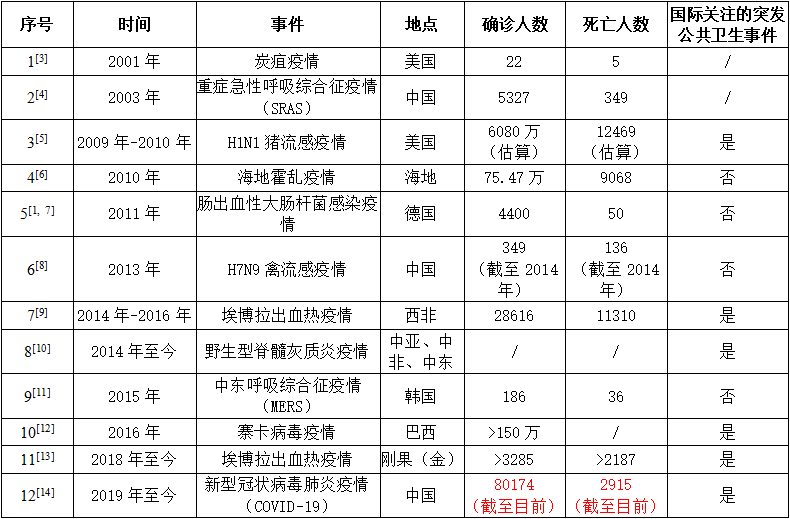 序号 时间 事件 地点 确诊人数 死亡人数 国际关注的突发
公共卫生事件
1[3] 2001 年 炭疽疫情 美国 22 5 /
2[4] 2003 年 重症急性呼吸综合征疫情
（SRAS） 中国 5327 349 /
3[5] 2009 年-2010 年 H1N1 猪流感疫情 美国 6080 万
（估算） 12469
（估算） 是
4[6] 2010 年 海地霍乱疫情 海地 75.47 万 9068 否
5[1, 7] 2011 年 肠出血性大肠杆菌感染疫
情 德国 4400 50 否
6[8] 2013 年 H7N9 禽流感疫情 中国 349
（截至 2014
年） 136
（截至 2014
年） 否
7[9] 2014 年-2016 年 埃博拉出血热疫情 西非 28616 11310 是
8[10] 2014 年至今 野生型脊髓灰质炎疫情 中亚、中
非、中东 / / 是
9[11] 2015 年 中东呼吸综合征疫情
（MERS） 韩国 186 36 否
10[12] 2016 年 寨卡病毒疫情 巴西 >150 万 / 是
11[13] 2018 年至今 埃博拉出血热疫情 刚果（金） >3285 >2187 是
12[14] 2019 年至今 新型冠状病毒肺炎疫情
（COVID-19） 中国 80174
（截至目前） 2915
（截至目前） 是